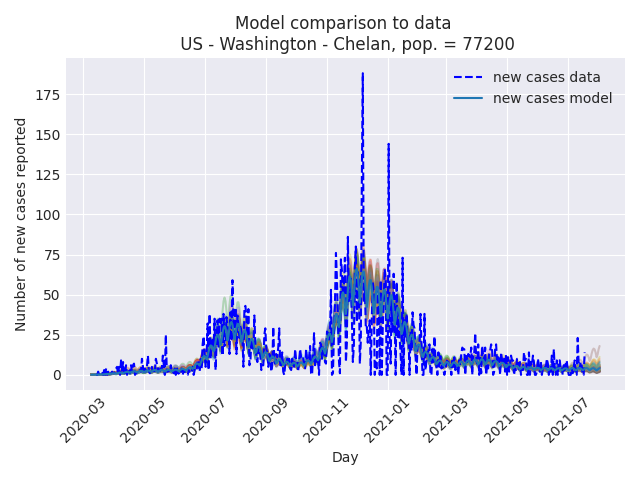 Model comparison to data
US - Washington - Chelan, pop. = 77200
new cases data
new cases model
Number of new cases reported
175
150
125
100
75
50
25
0
2020-03
2020-05
2020-07
2020-09
2020-11
2021-01
2021-03
2021-05
2021-07
Day